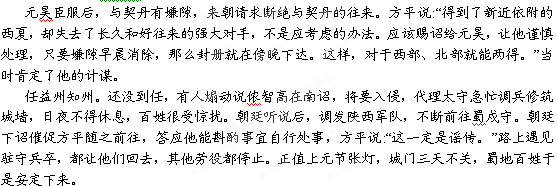 元昊臣服后，与契丹有嫌隙，来朝请求断绝与契丹的往来。方平说:“得到了新近依附的
西夏，却失去了长久和好往来的强大对手，不是应考虑的办法。应该赐诏给元昊，让他谨慎
处理，只要嫌隙早晨消除，那么封册就在傍晚下达。这样，对于西部、北部就能两得。”当
时肯定了他的计谋。
任益州知州。还没到任，有人煽动说侬智高在南诏，将要入侵，代理太守急忙调兵修筑
城墙，日夜不得休息，百姓很受惊扰。朝廷听说后，调发陕西军队，不断前往蜀戍守。朝廷
下诏催促方平随之前往，答应他能斟酌事宜自行处事，方平说:“这一定是谣传。”路上遇见
驻守兵卒，都让他们回去，其他劳役都停止。正值上元节张灯，城门三天不关，蜀地百姓于
是安定下来。